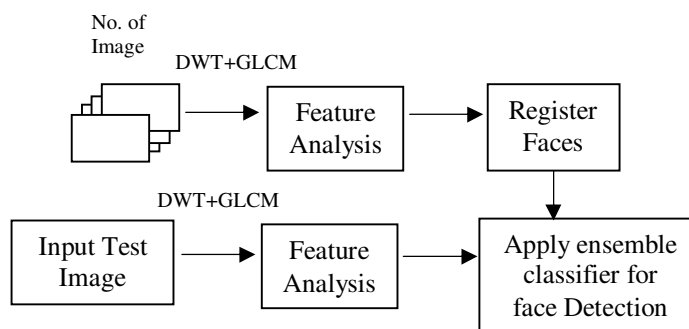 No. of
Image
DWT+GLCM
Feature
Analysis
Register
Faces
DWT+GLCM
Input Test
Image
Feature
Analysis
Apply ensemble
classifier for
face Detection